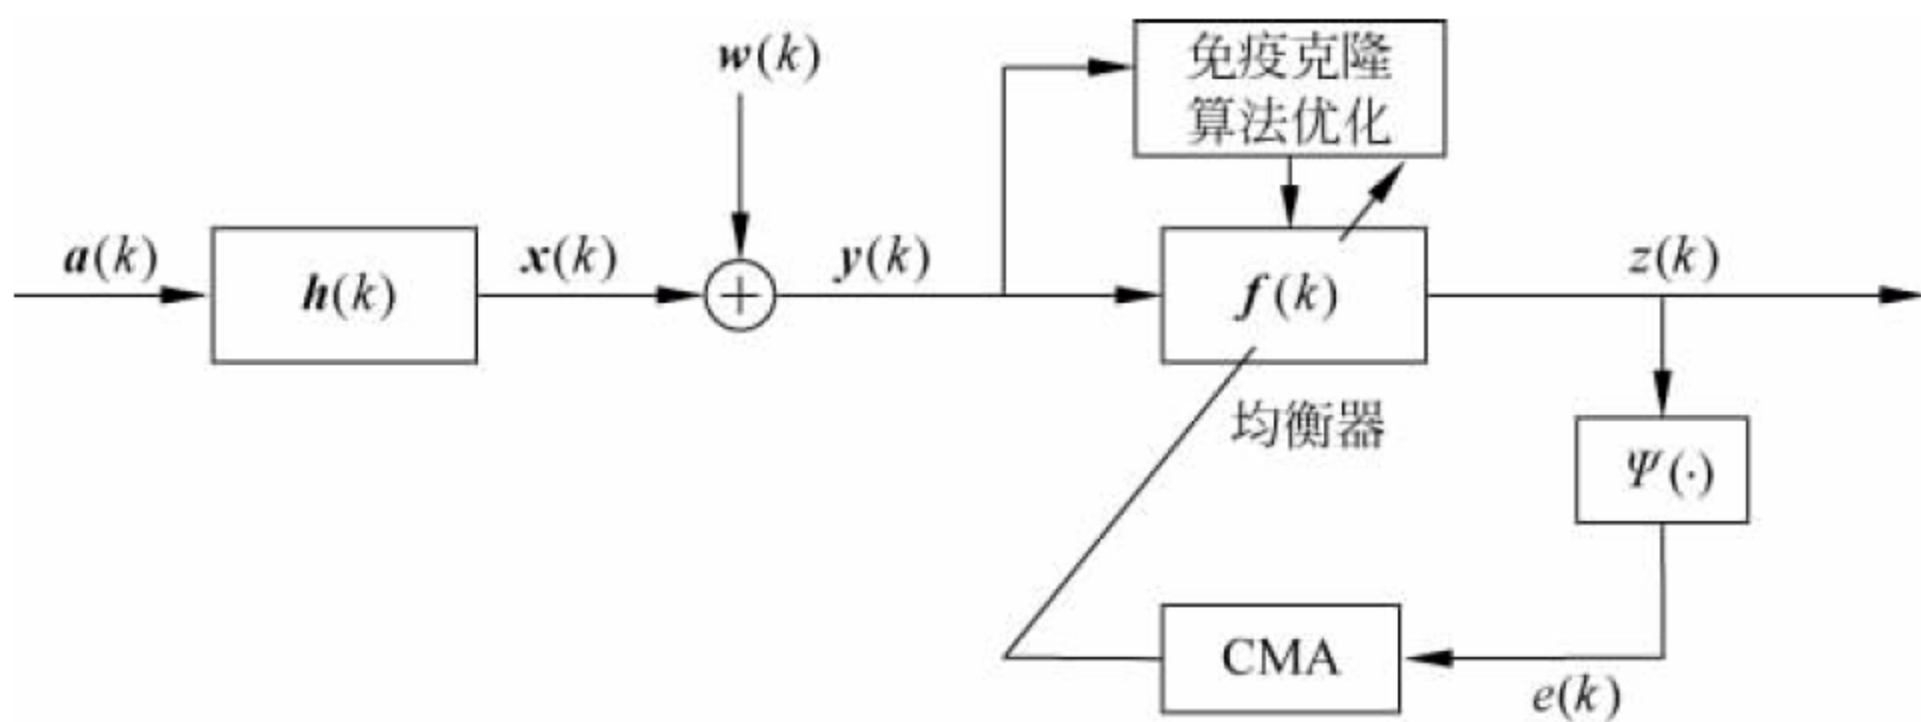 w(k)
免疫克隆
算法优化
a(k)
h(k)
x(k)
y(k)
f(k)
z(k)
均衡器
Ψ(·)
CMA
e(k)